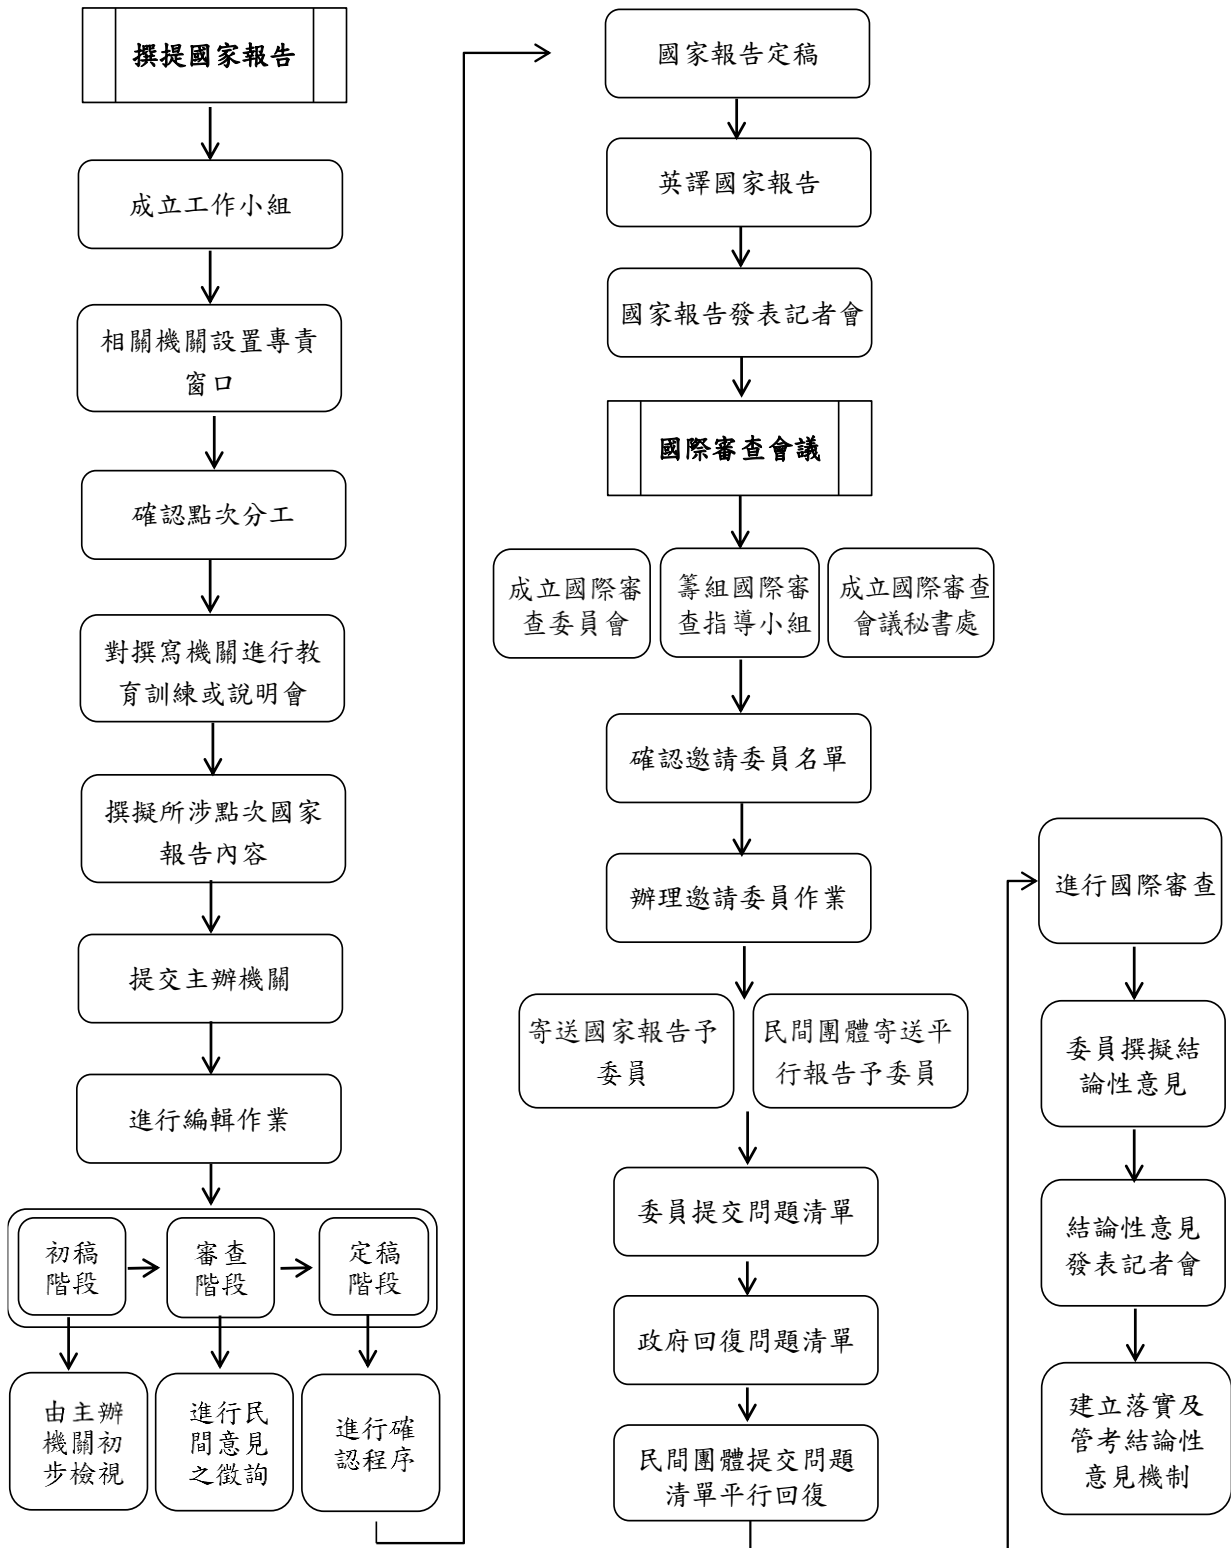 撰提國家報告
成立工作小組
相關機關設置專責
窗口
確認點次分工
對撰寫機關進行教
育訓練或說明會
撰擬所涉點次國家
報告內容
提交主辦機關
進行編輯作業
初稿
階段
審查
階段
定稿
階段
由主辦
機關初
步檢視
進行民
間意見
之徵詢
進行確
認程序
國家報告定稿
英譯國家報告
國家報告發表記者會
國際審查會議
成立國際審
查委員會
籌組國際審
查指導小組
成立國際審查
會議秘書處
確認邀請委員名單
辦理邀請委員作業
寄送國家報告予
委員
民間團體寄送平
行報告予委員
委員提交問題清單
政府回復問題清單
民間團體提交問題
清單平行回復
進行國際審查
委員撰擬結
論性意見
結論性意見
發表記者會
建立落實及
管考結論性
意見機制